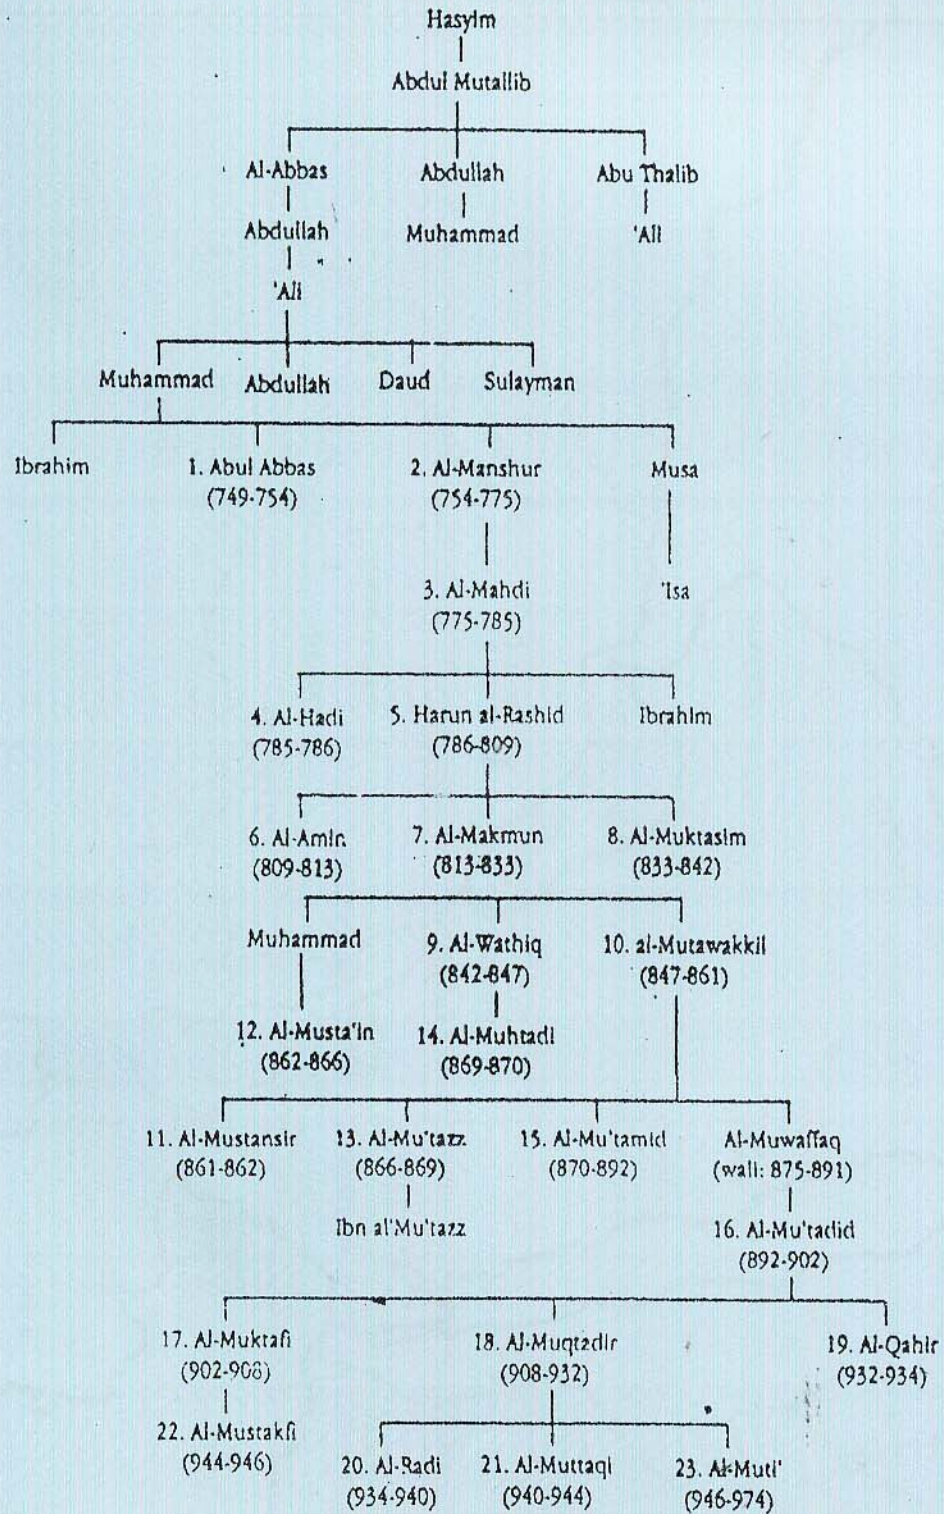 Hasyim
Abdul Mutallib
Al-Abbas Abdullah Abu Thalib
Abdullah Muhammad 'Ali
'Ali
Muhammad Abdullah Daud Sulayman
Ibrahim 1. Abul Abbas 2. Al-Manshur Musa
(749-754) (754-775)
3. Al-Mahdi 'Isa
(775-785)
4. Al-Hadi 5. Harun al-Rashid Ibrahim
(785-786) (786-809)
6. Al-Amin 7. Al-Makmun 8. Al-Muktasim
(809-813) (813-833) (833-842)
Muhammad 9. Al-Wathiq 10. al-Mutawakkil
(842-847) (847-861)
12. Al-Musta'in 14. Al-Muhtadi
(862-866) (869-870)
11. Al-Mustansir 13. Al-Mu'tazz 15. Al-Mu'tamid Al-Muwaffaq
(861-862) (866-869) (870-892) (wali: 875-891)
Ibn al'Mu'tazz 16. Al-Mu'tadid
(892-902)
17. Al-Muktafi 18. Al-Muqtadir 19. Al-Qahir
(902-908) (908-932) (932-934)
22. Al-Mustakfi
(944-946) 20. Al-Radi 21. Al-Muttaqi 23. Al-Muti'
(934-940) (940-944) (946-974)